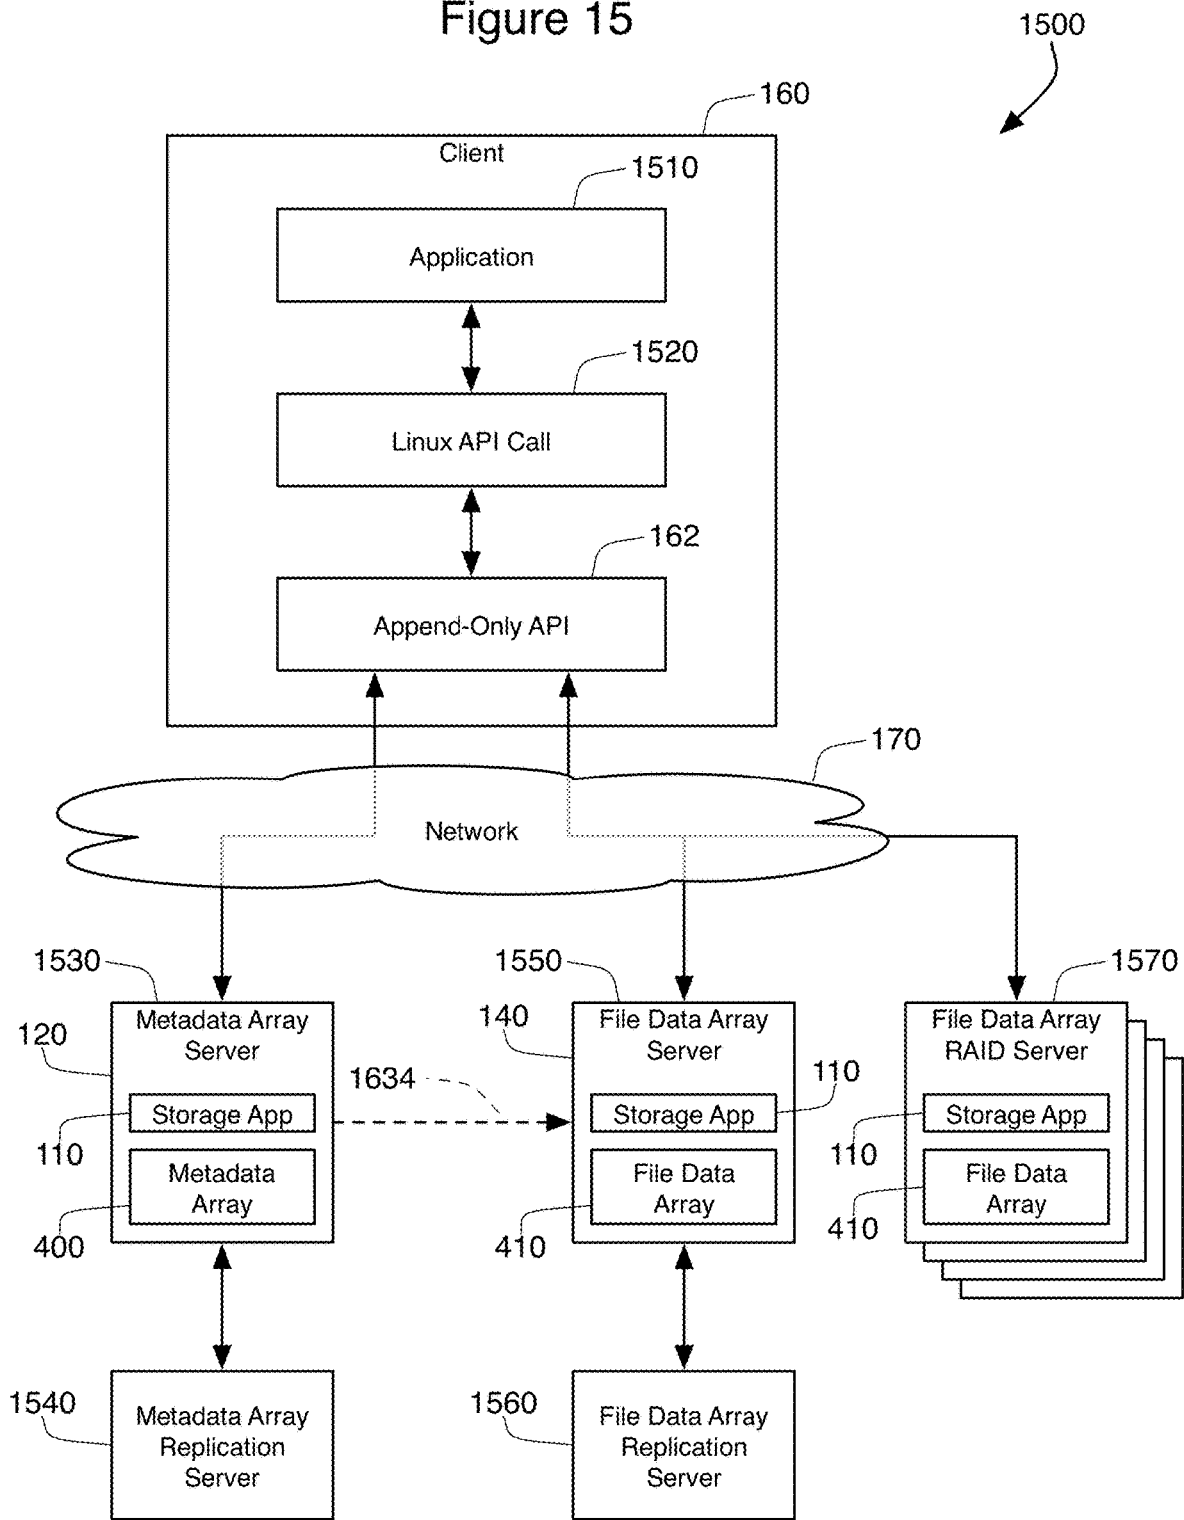 Figure 15
1500
160
Client
1510
Application
1520
Linux API Call
162
Append-Only API
170
Network
1530
1550
1570
Metadata Array
Server
120
Storage App
110
Metadata
Array
400
1634
File Data Array
Server
140
Storage App
110
File Data
Array
410
File Data Array
RAID Server
Storage App
110
File Data
Array
410
1540
Metadata Array
Replication
Server
1560
File Data Array
Replication
Server